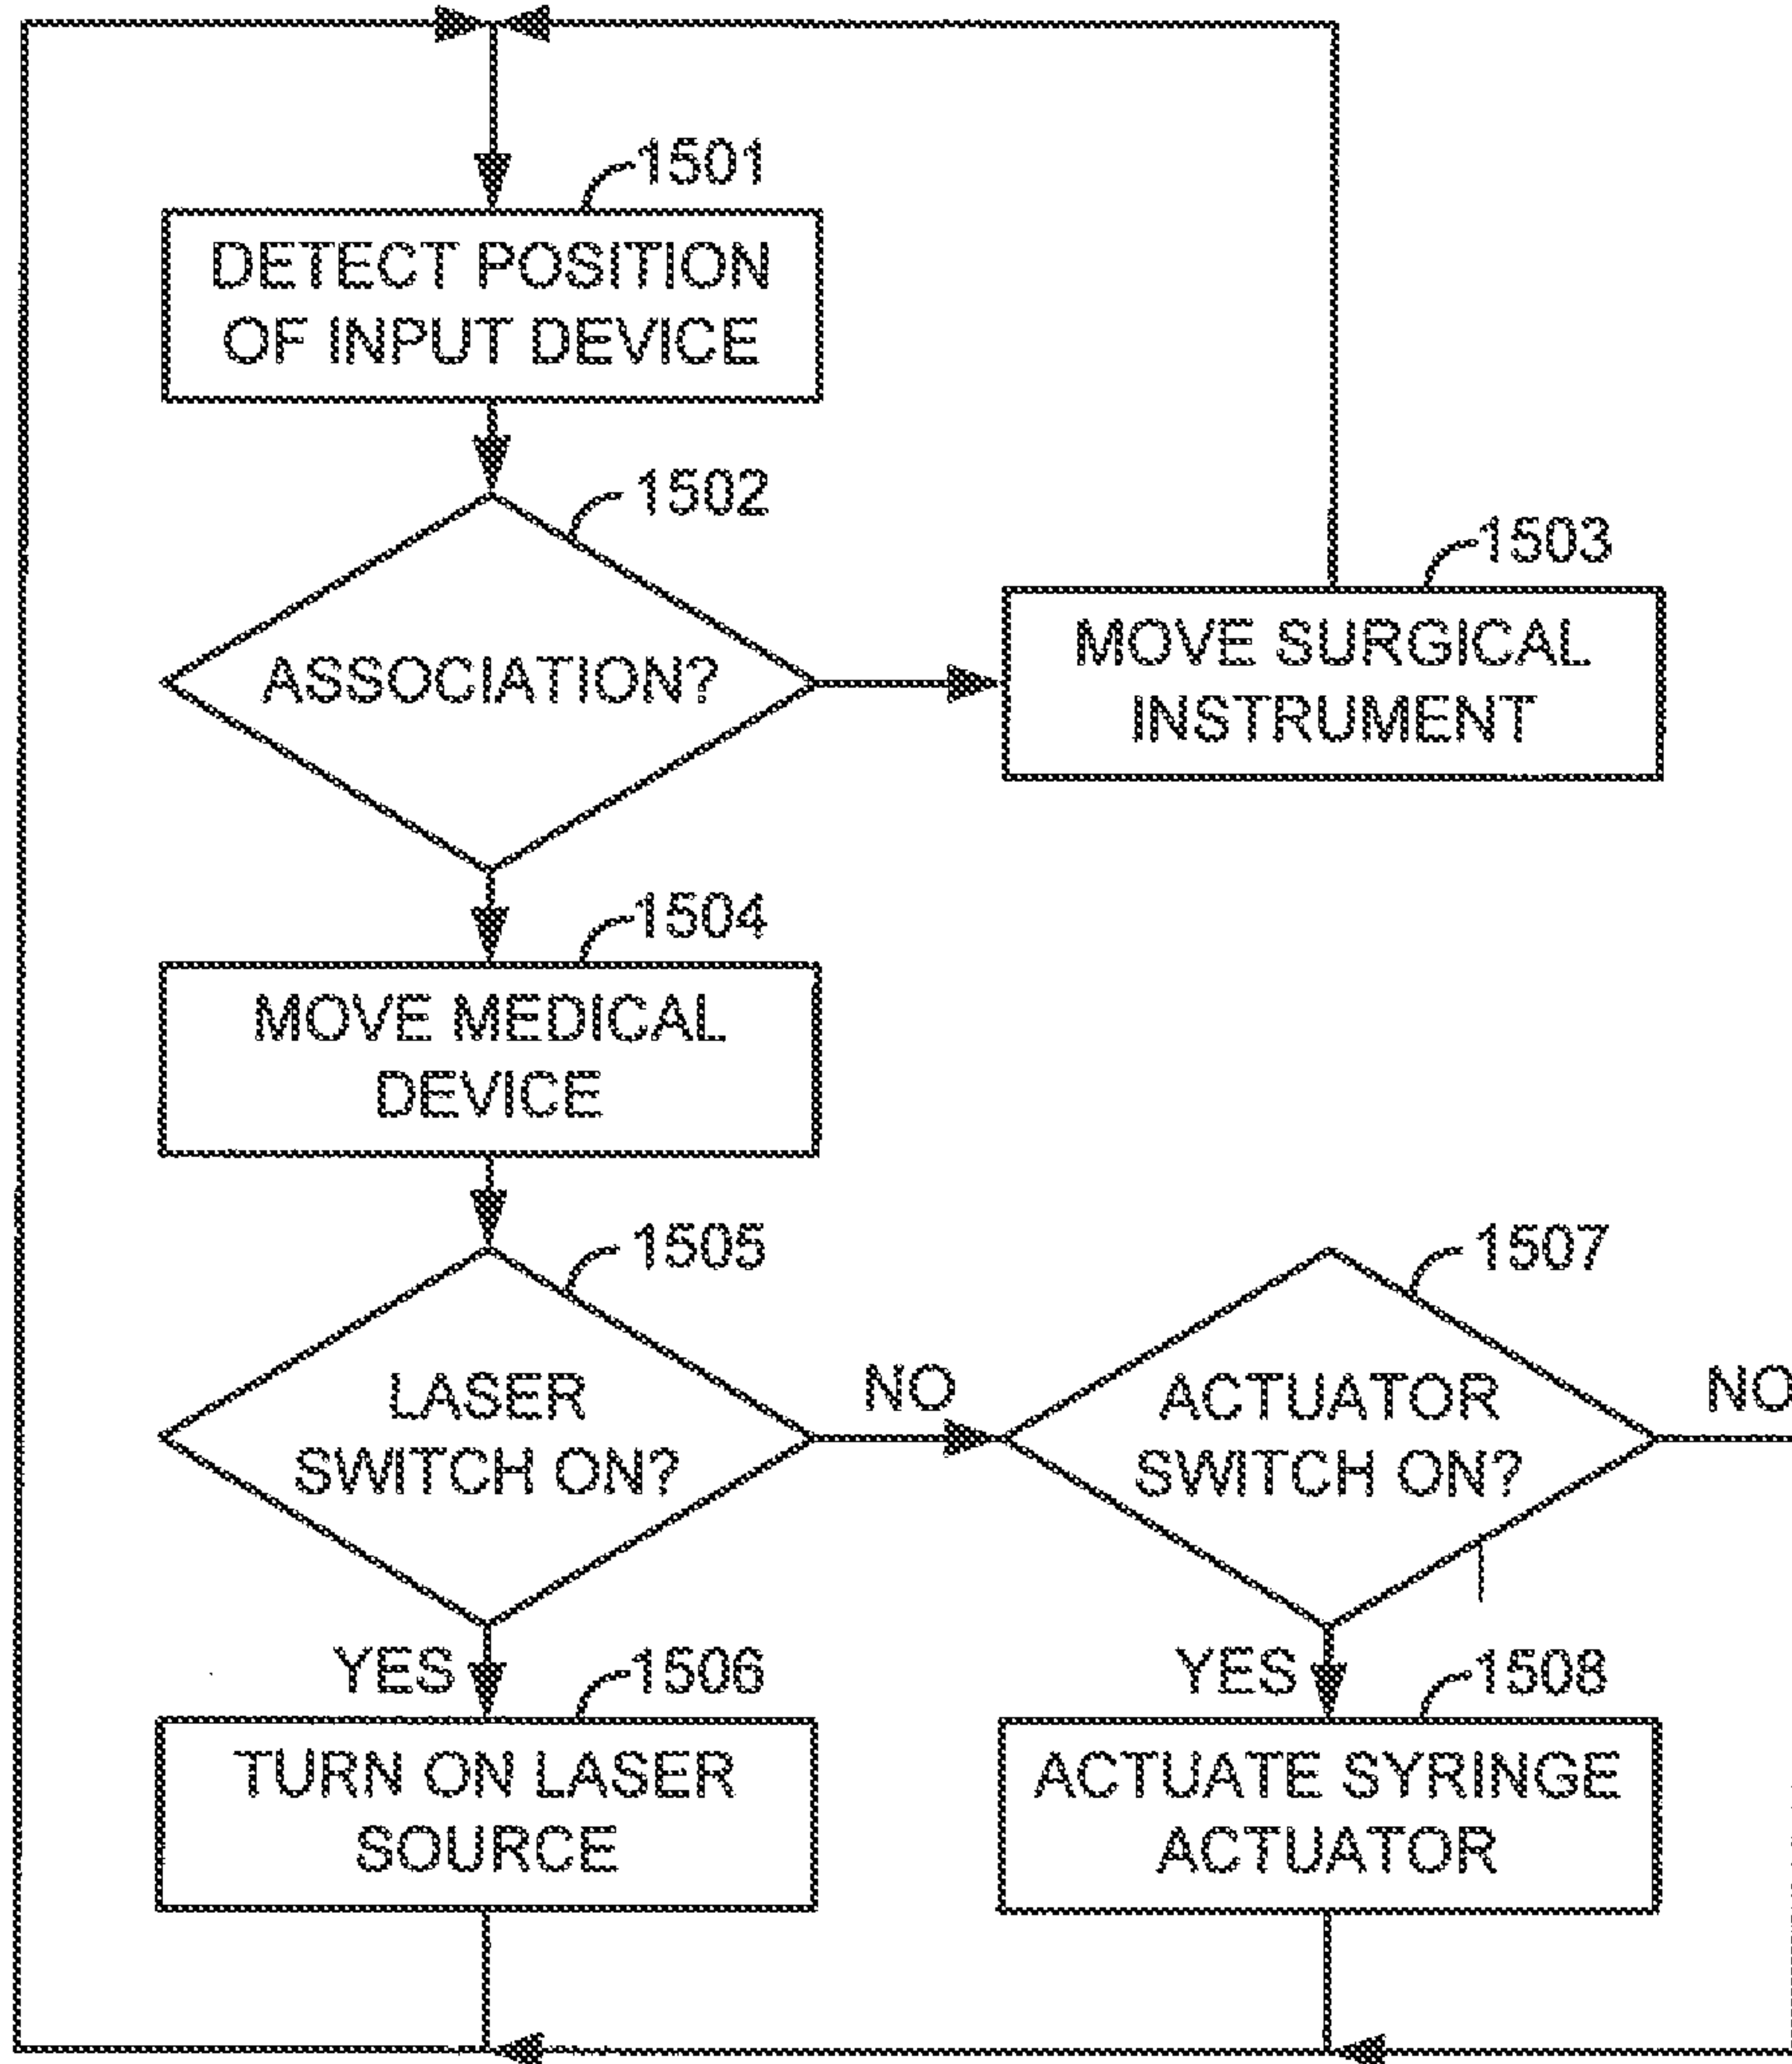 1501
DETECT POSITION
OF INPUT DEVICE
1502
ASSOCIATION?
1503
MOVE SURGICAL
INSTRUMENT
1504
MOVE MEDICAL
DEVICE
1505
LASER
SWITCH ON?
NO
1507
ACTUATOR
SWITCH ON?
NO
YES
1506
TURN ON LASER
SOURCE
YES
1508
ACTUATE SYRINGE
ACTUATOR